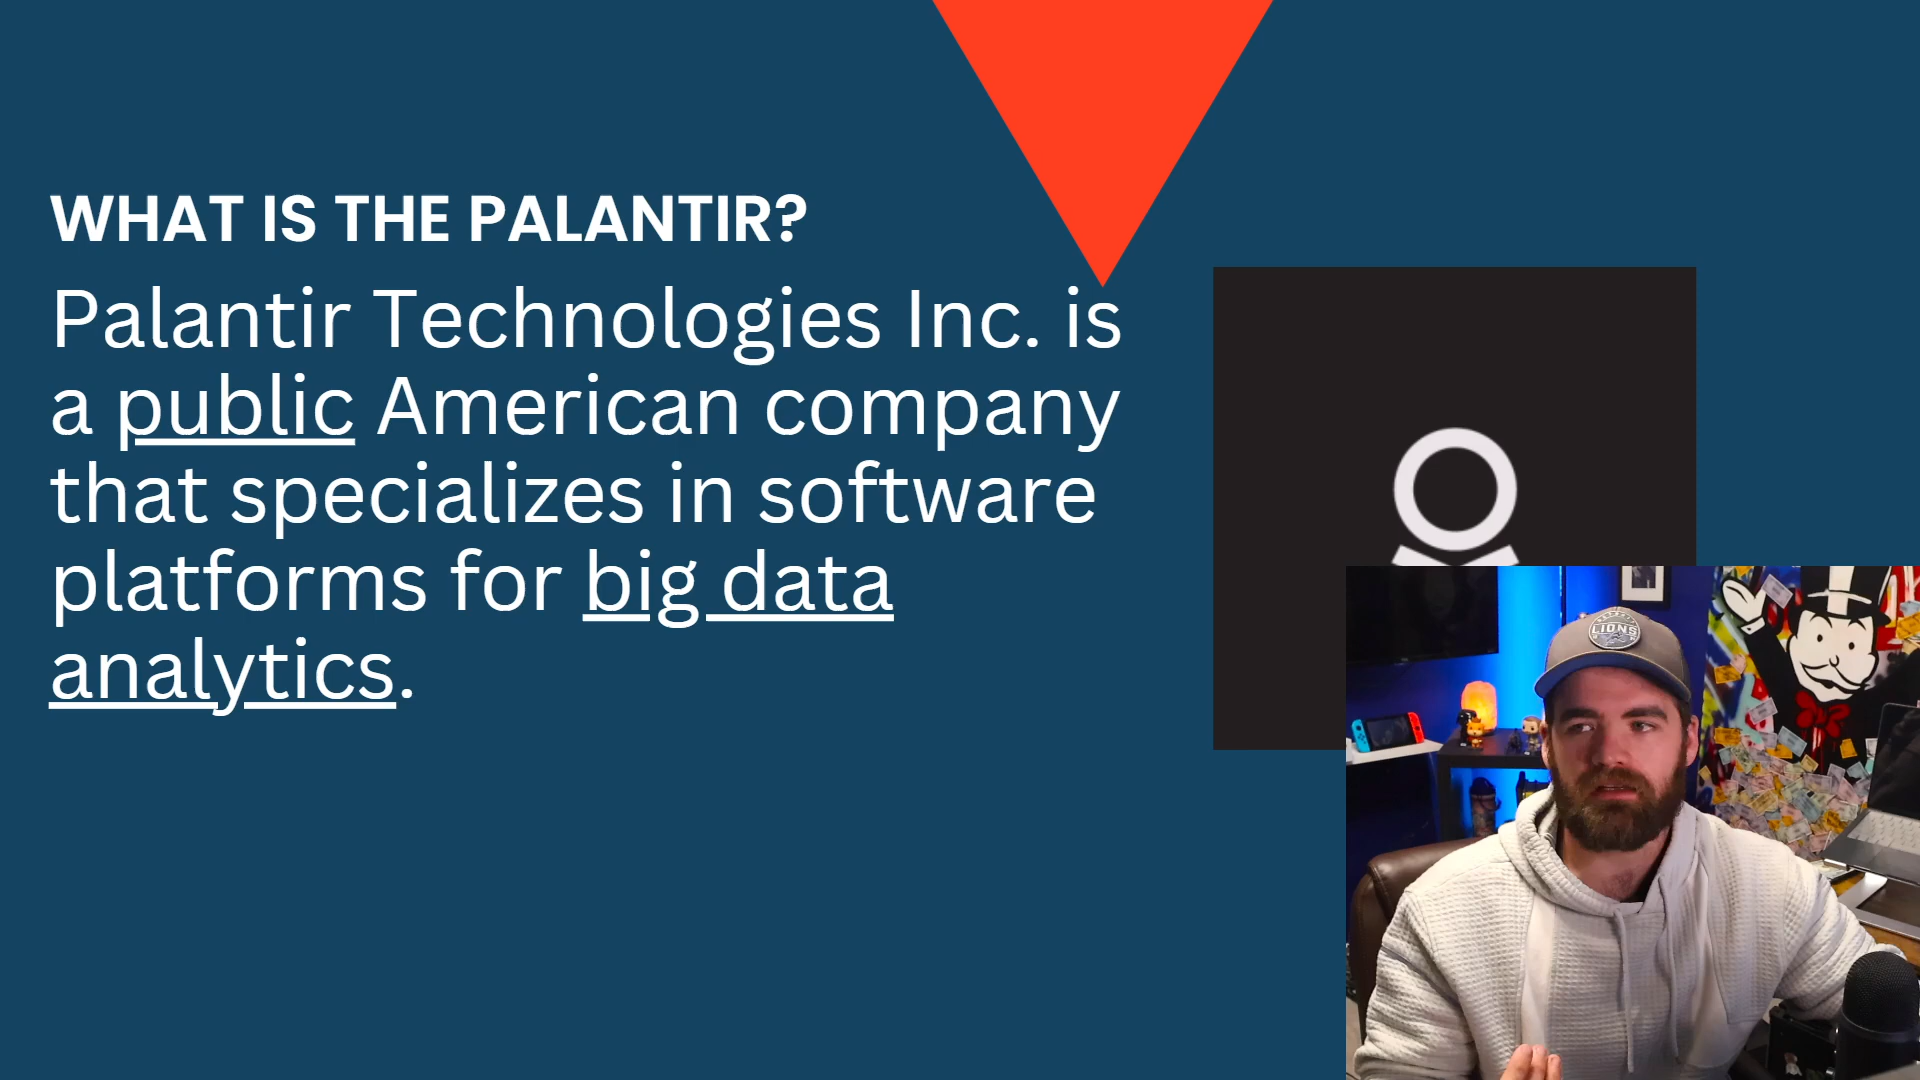 WHAT IS THE PALANTIR?
Palantir Technologies Inc. is
a public American company
that specializes in software
platforms for big data
analytics.
LIONS